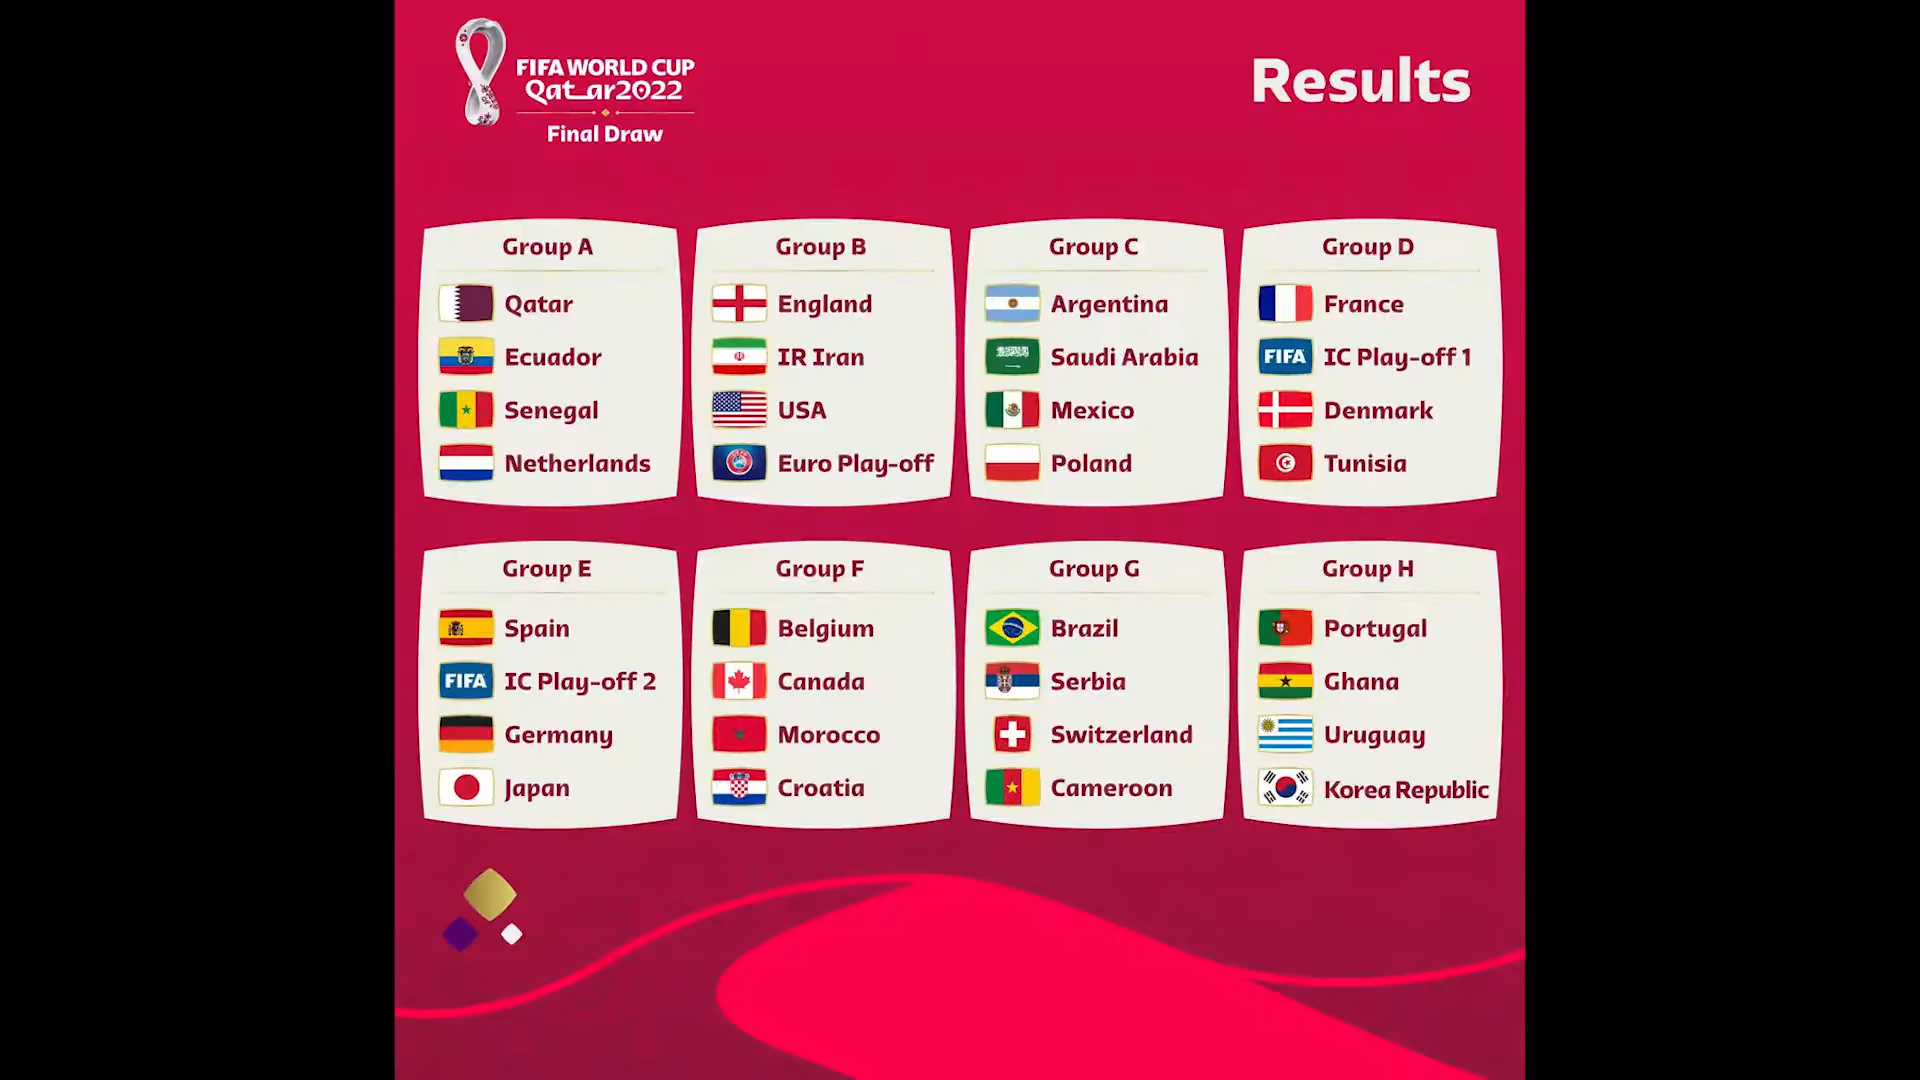 FIFA WORLD CUP
Qatar2022
Final Draw
Results
Group A
Qatar
Ecuador
Senegal
Netherlands
Group B
England
IR Iran
USA
Euro Play-off
Group C
Argentina
Saudi Arabia
Mexico
Poland
Group D
France
FIFA IC Play-off 1
Denmark
Tunisia
Group E
Spain
FIFA IC Play-off 2
Germany
Japan
Group F
Belgium
Canada
Morocco
Croatia
Group G
Brazil
Serbia
Switzerland
Cameroon
Group H
Portugal
Ghana
Uruguay
Korea Republic